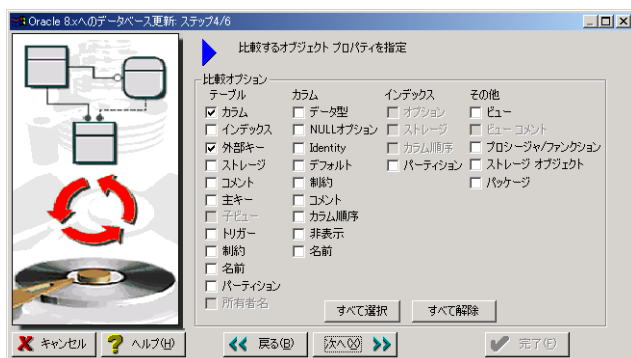 Oracle 8.xへのデータベース更新: ステップ4/6
比較するオブジェクト プロパティを指定
比較オプション
テーブル
カラム
インデックス
外部キー
ストレージ
コメント
主キー
子ビュー
トリガー
制約
名前
パーティション
所有者名
カラム
データ型
NULLオプション
Identity
デフォルト
制約
コメント
カラム順序
非表示
名前
インデックス
オプション
ストレージ
カラム順序
パーティション
その他
ビュー
ビュー コメント
プロシージャ/ファンクション
ストレージ オブジェクト
パッケージ
すべて選択
すべて解除
キャンセル
ヘルプ(H)
戻る(B)
次へ(X)
完了(F)